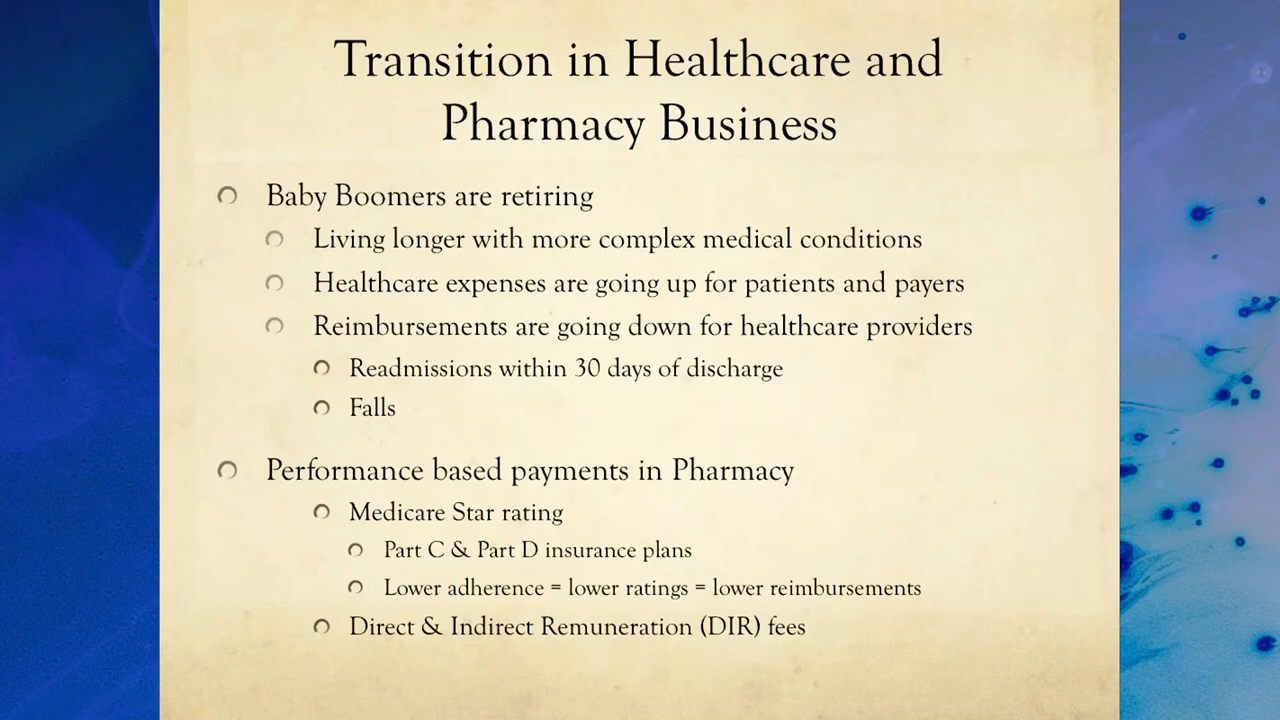 Transition in Healthcare and
Pharmacy Business
Baby Boomers are retiring
Living longer with more complex medical conditions
Healthcare expenses are going up for patients and payers
Reimbursements are going down for healthcare providers
Readmissions within 30 days of discharge
Falls
Performance based payments in Pharmacy
Medicare Star rating
Part C & Part D insurance plans
Lower adherence = lower ratings = lower reimbursements
Direct & Indirect Remuneration (DIR) fees